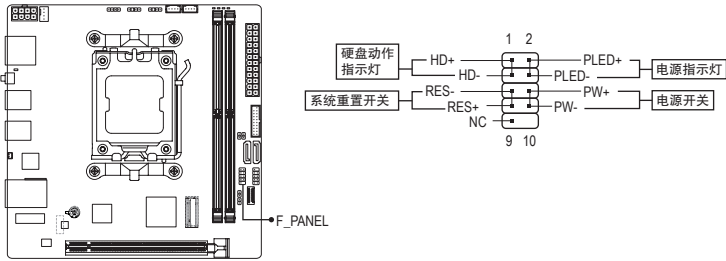 1 2
硬盘动作
指示灯
HD+
HD-
PLED+
PLED-
电源指示灯
系统重置开关
RES-
RES+
PW+
PW-
电源开关
NC
9 10
F_PANEL